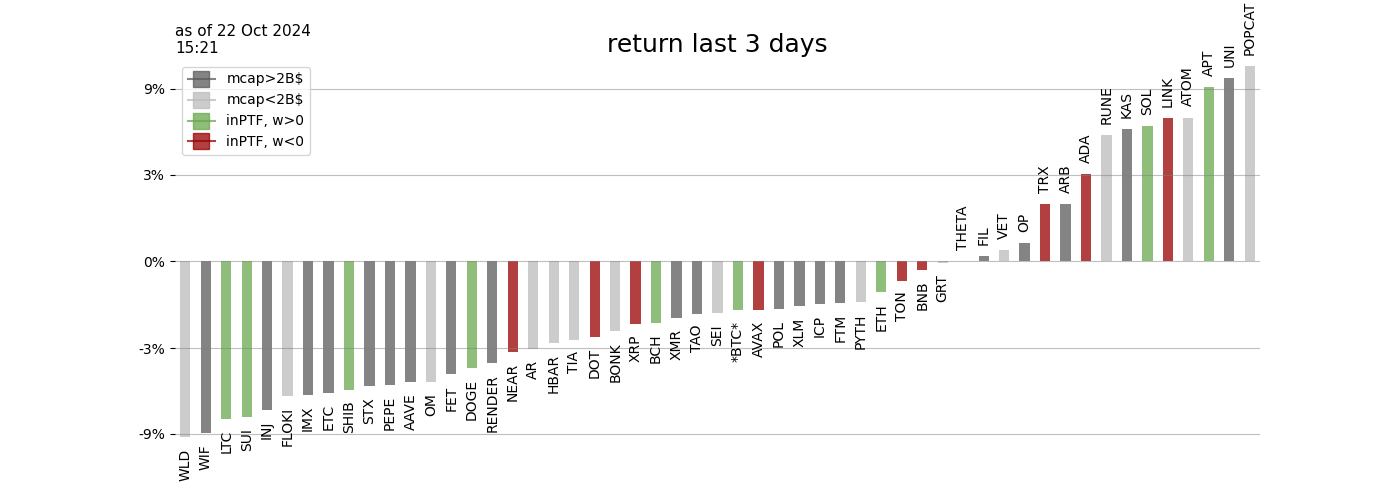 as of 22 Oct 2024
15:21
return last 3 days
mcap>2B$
mcap<2B$
inPTF, w>0
inPTF, w<0
9%
3%
0%
-3%
-9%
WLD
WIF
LTC
SUI
INJ
FLOKI
IMX
ETC
SHIB
STX
PEPE
AAVE
OM
FET
DOGE
RENDER
NEAR
AR
HBAR
TIA
DOT
BONK
XRP
BCH
XMR
TAO
SEI
*BTC*
AVAX
POL
XLM
ICP
FTM
PYTH
ETH
TON
BNB
GRT
THETA
FIL
VET
OP
TRX
ARB
ADA
RUNE
KAS
SOL
LINK
ATOM
APT
UNI
POPCAT